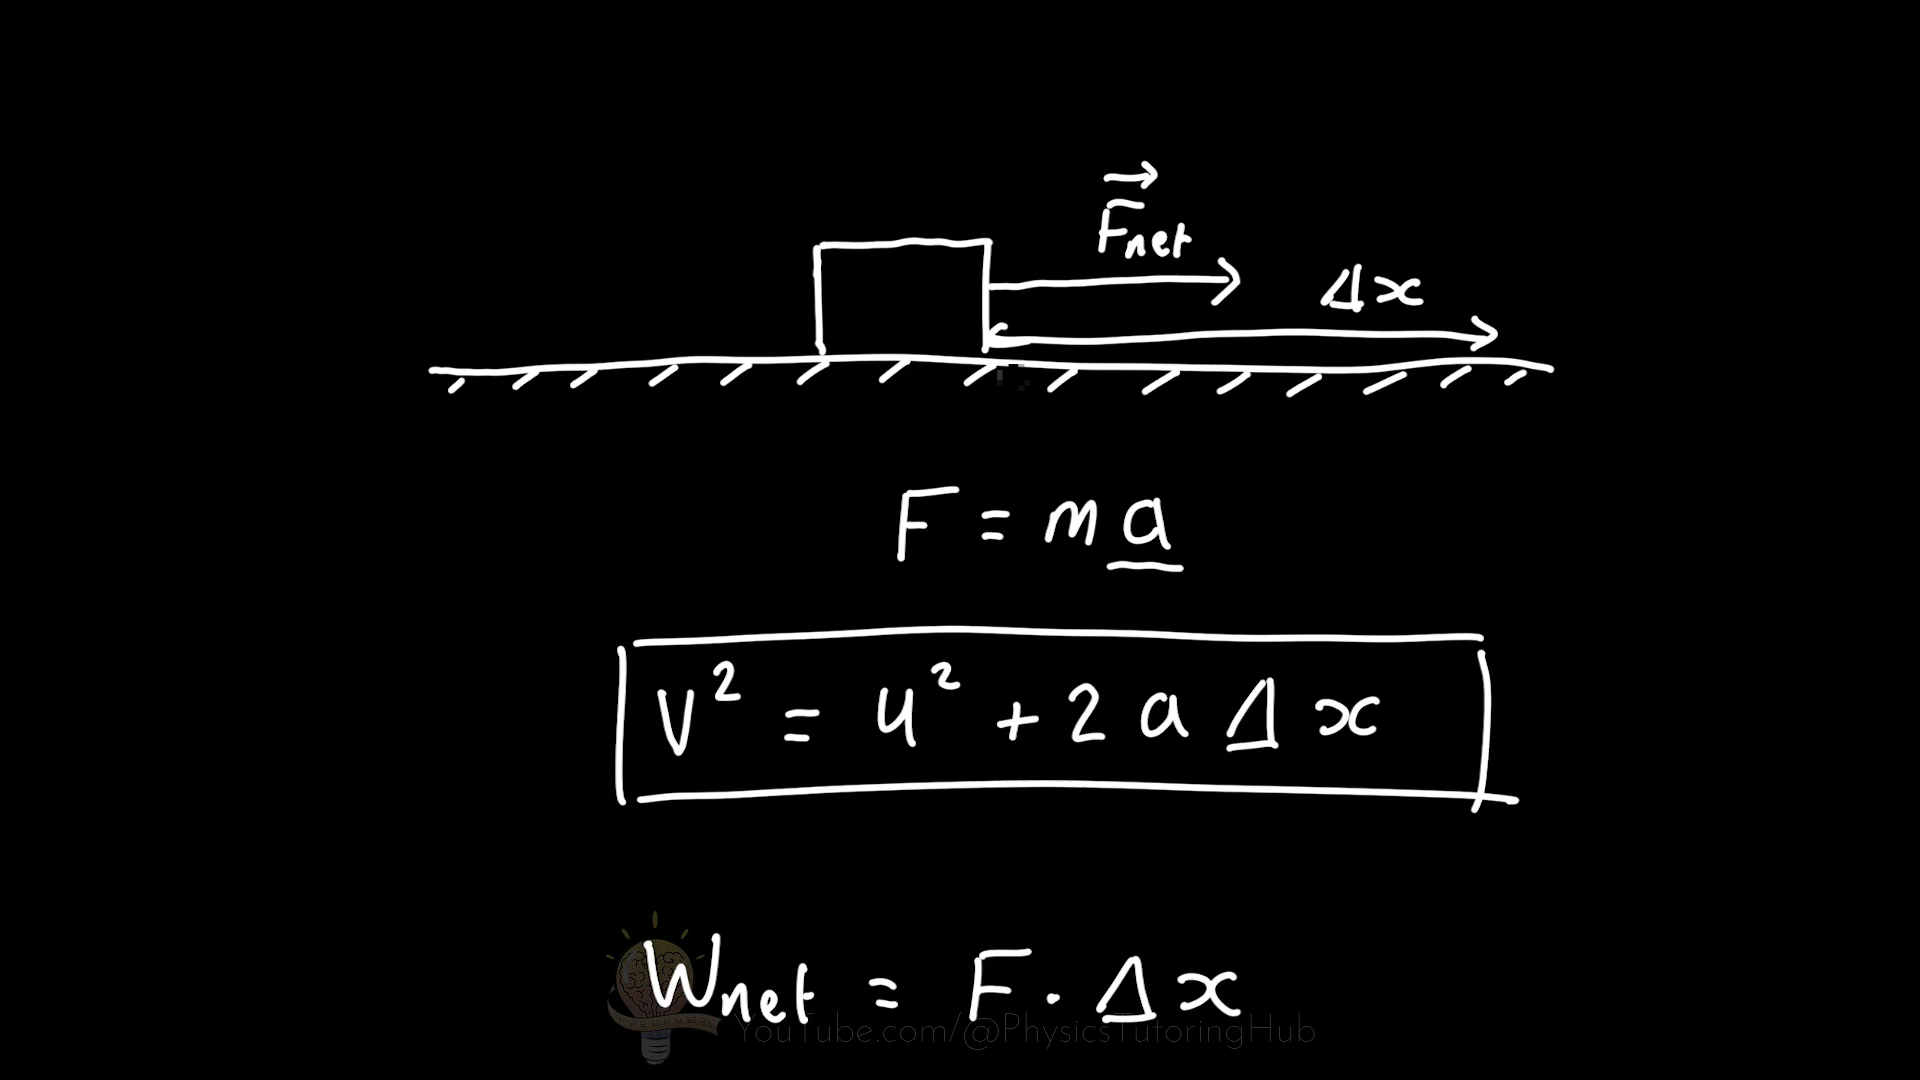 F⃗net
Δx
F = ma
v² = u² + 2aΔx
Wnet = F · Δx
YouTube.com/@PhysicsTutoringHub